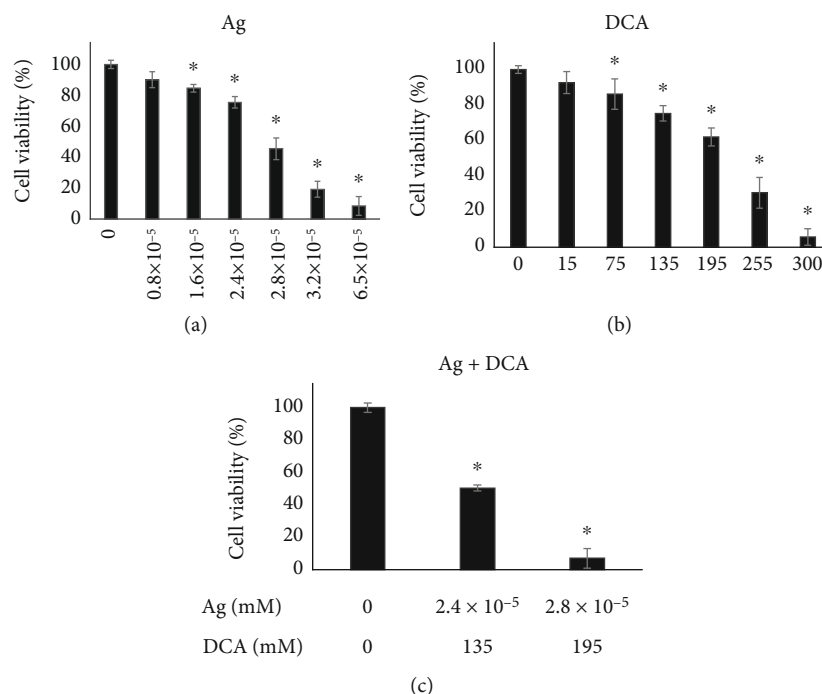 Ag
Cell viability (%)
100
80
60
40
20
0
* * * * *
0 0.8×10⁻⁵ 1.6×10⁻⁵ 2.4×10⁻⁵ 2.8×10⁻⁵ 3.2×10⁻⁵ 6.5×10⁻⁵
(a)
DCA
Cell viability (%)
100
80
60
40
20
0
* * * * *
0 15 75 135 195 255 300
(b)
Ag + DCA
Cell viability (%)
100
80
60
40
20
0
* *
Ag (mM) 0 2.4 × 10⁻⁵ 2.8 × 10⁻⁵
DCA (mM) 0 135 195
(c)